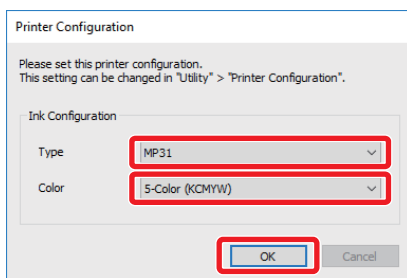 Printer Configuration
Please set this printer configuration.
This setting can be changed in "Utility" > "Printer Configuration".
Ink Configuration
Type MP31
Color 5-Color (KCMYW)
OK Cancel